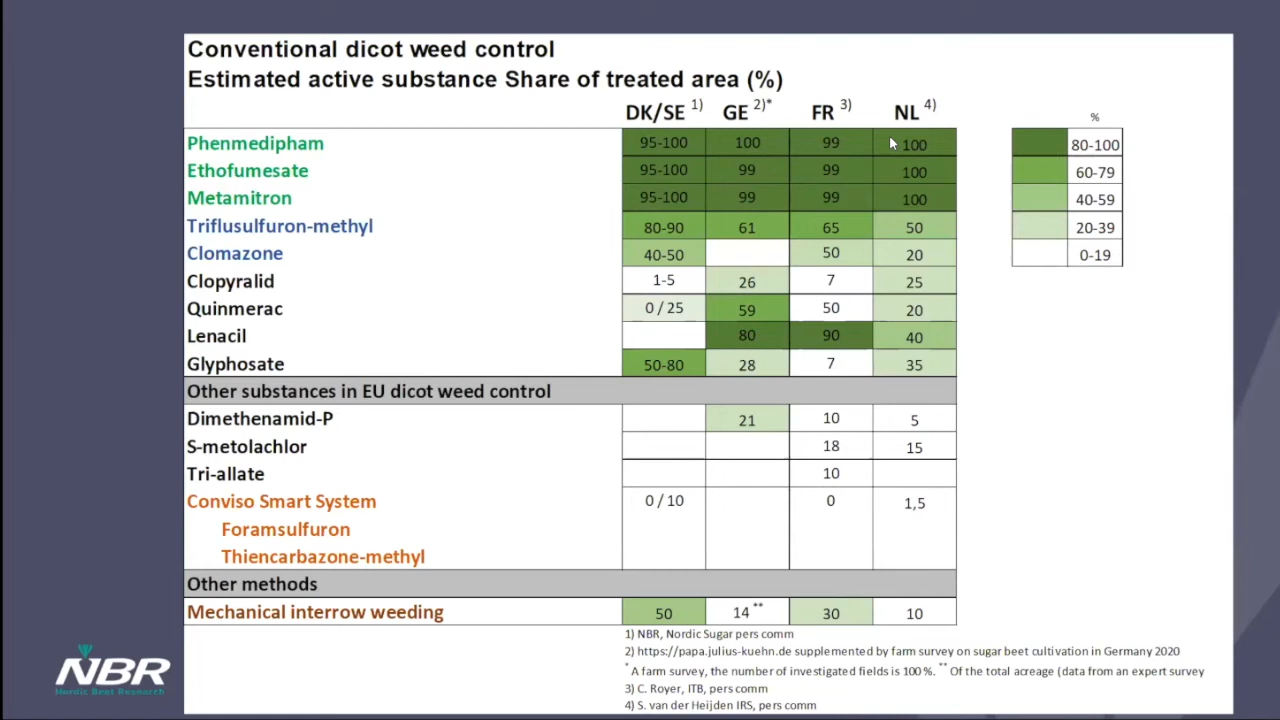 Conventional dicot weed control
Estimated active substance Share of treated area (%)
DK/SE 1) GE 2)* FR 3) NL 4) %
Phenmedipham 95-100 100 99 100 80-100
Ethofumesate 95-100 99 99 100 60-79
Metamitron 95-100 99 99 100 40-59
Triflusulfuron-methyl 80-90 61 65 50 20-39
Clomazone 40-50 50 20 0-19
Clopyralid 1-5 26 7 25
Quinmerac 0 / 25 59 50 20
Lenacil 80 90 40
Glyphosate 50-80 28 7 35
Other substances in EU dicot weed control
Dimethenamid-P 21 10 5
S-metolachlor 18 15
Tri-allate 10
Conviso Smart System 0 / 10 0 1,5
Foramsulfuron
Thiencarbazone-methyl
Other methods
Mechanical interrow weeding 50 14 ** 30 10
1) NBR, Nordic Sugar pers comm
2) https://papa.julius-kuehn.de supplemented by farm survey on sugar beet cultivation in Germany 2020
* A farm survey, the number of investigated fields is 100 %. ** Of the total acreage (data from an expert survey
3) C. Royer, ITB, pers comm
4) S. van der Heijden IRS, pers comm
NBR
Nordic Beet Research